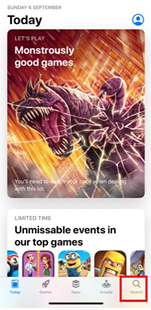 SUNDAY 6 SEPTEMBER
Today
LET'S PLAY
Monstrously
good games
You'll need to watch your back when dealing
with this lot.
LIMITED TIME
Unmissable events in
our top games
Today
Games
Apps
Arcade
Search